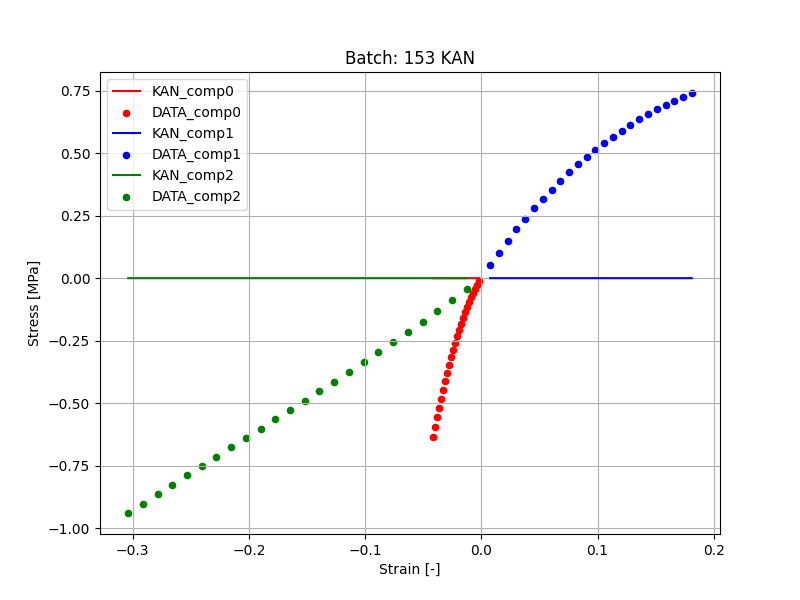 Batch: 153 KAN
KAN_comp0
DATA_comp0
KAN_comp1
DATA_comp1
KAN_comp2
DATA_comp2
0.75
0.50
0.25
0.00
−0.25
−0.50
−0.75
−1.00
Stress [MPa]
−0.3
−0.2
−0.1
0.0
0.1
0.2
Strain [-]